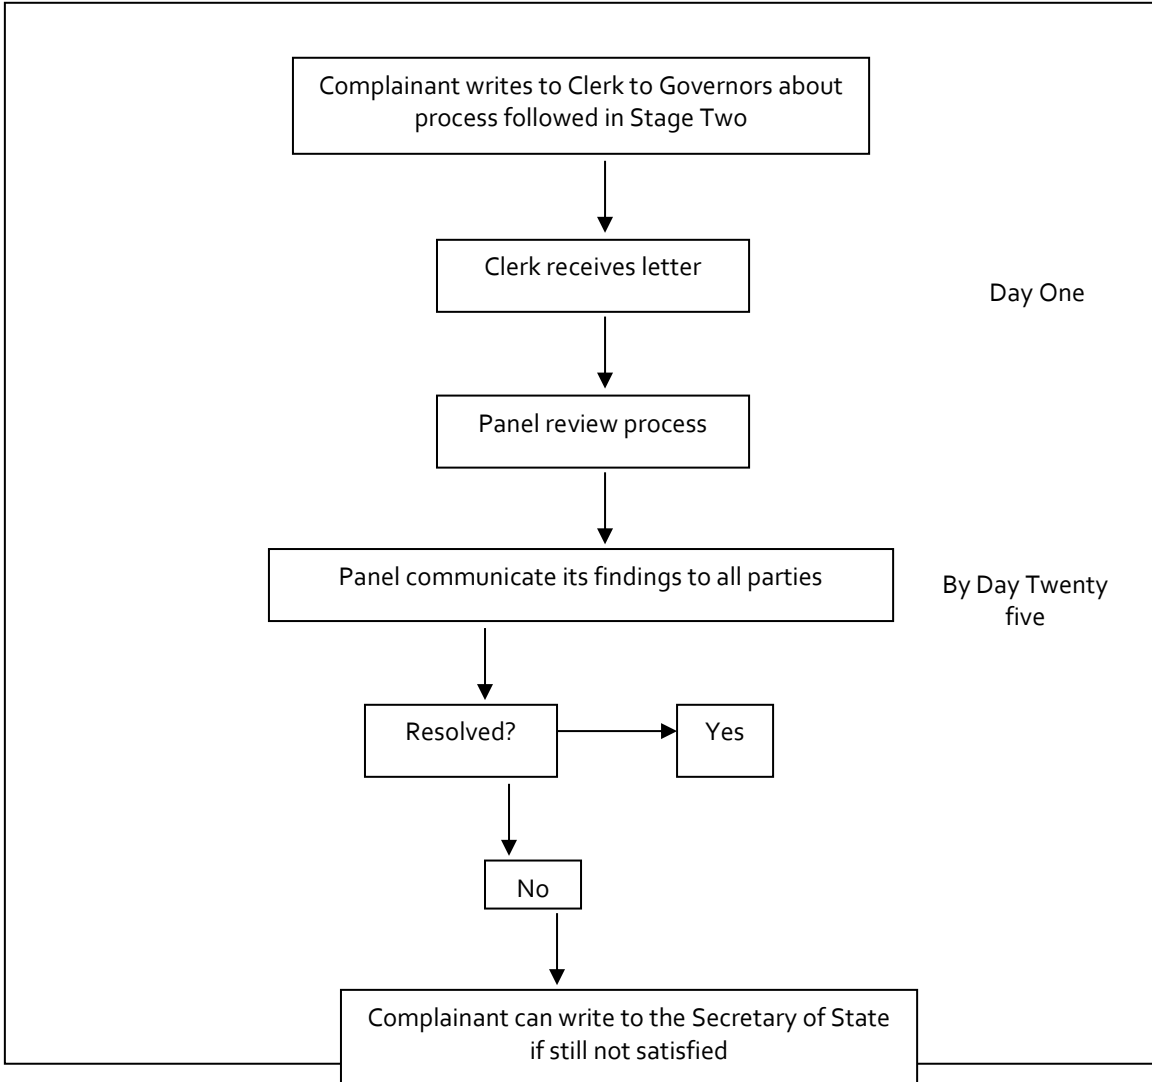 Complainant writes to Clerk to Governors about
process followed in Stage Two
Clerk receives letter
Day One
Panel review process
Panel communicate its findings to all parties
By Day Twenty
five
Resolved?
Yes
No
Complainant can write to the Secretary of State
if still not satisfied